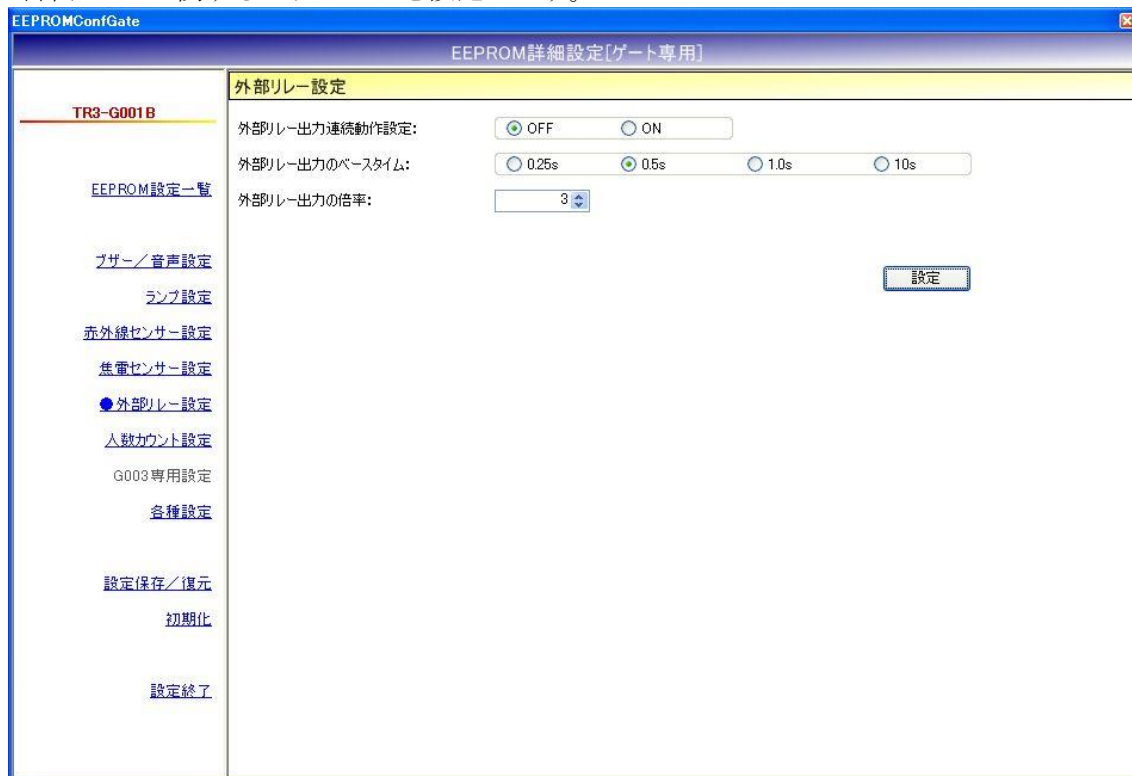 EEPROMConfGate
EEPROM詳細設定[ゲート専用]
TR3-G001B
EEPROM設定一覧
ブザー／音声設定
ランプ設定
赤外線センサー設定
焦電センサー設定
●外部リレー設定
人数カウント設定
G003専用設定
各種設定
設定保存／復元
初期化
設定終了
外部リレー設定
外部リレー出力連続動作設定： OFF ON
外部リレー出力のベースタイム： 0.25s 0.5s 1.0s 10s
外部リレー出力の倍率： 3
設定